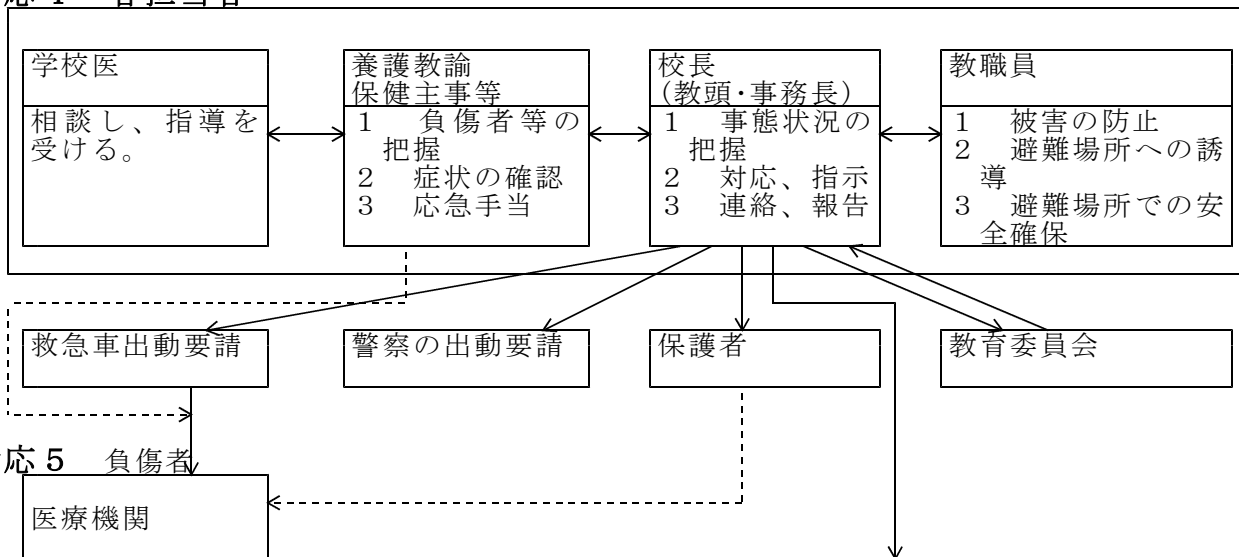 学校医
相談し、指導を
受ける。
養護教諭
保健主事等
1 負傷者等の
把握
2 症状の確認
3 応急手当
校長
(教頭･事務長)
1 事態状況の
把握
2 対応、指示
3 連絡、報告
教職員
1 被害の防止
2 避難場所への誘
導
3 避難場所での安
全確保
救急車出動要請
警察の出動要請
保護者
教育委員会
応5 負傷者
医療機関